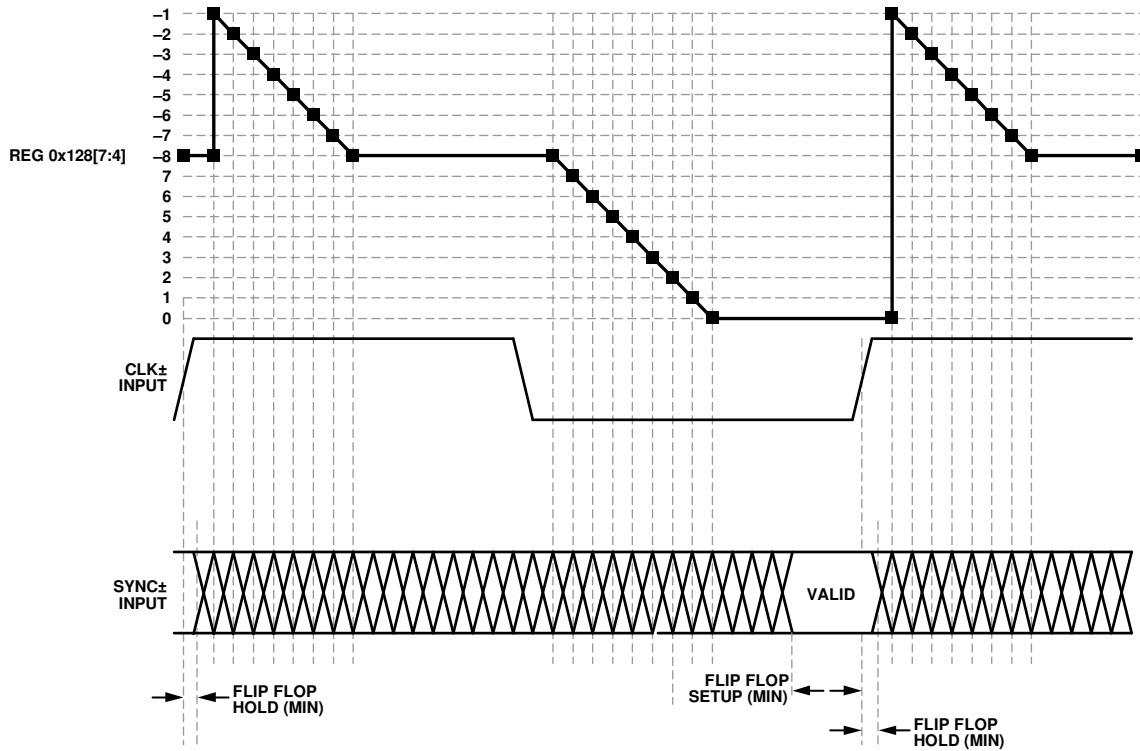 –1
–2
–3
–4
–5
–6
–7
REG 0x128[7:4] –8
7
6
5
4
3
2
1
0
CLK±
INPUT
SYNC±
INPUT
VALID
FLIP FLOP
HOLD (MIN)
FLIP FLOP
SETUP (MIN)
FLIP FLOP
HOLD (MIN)